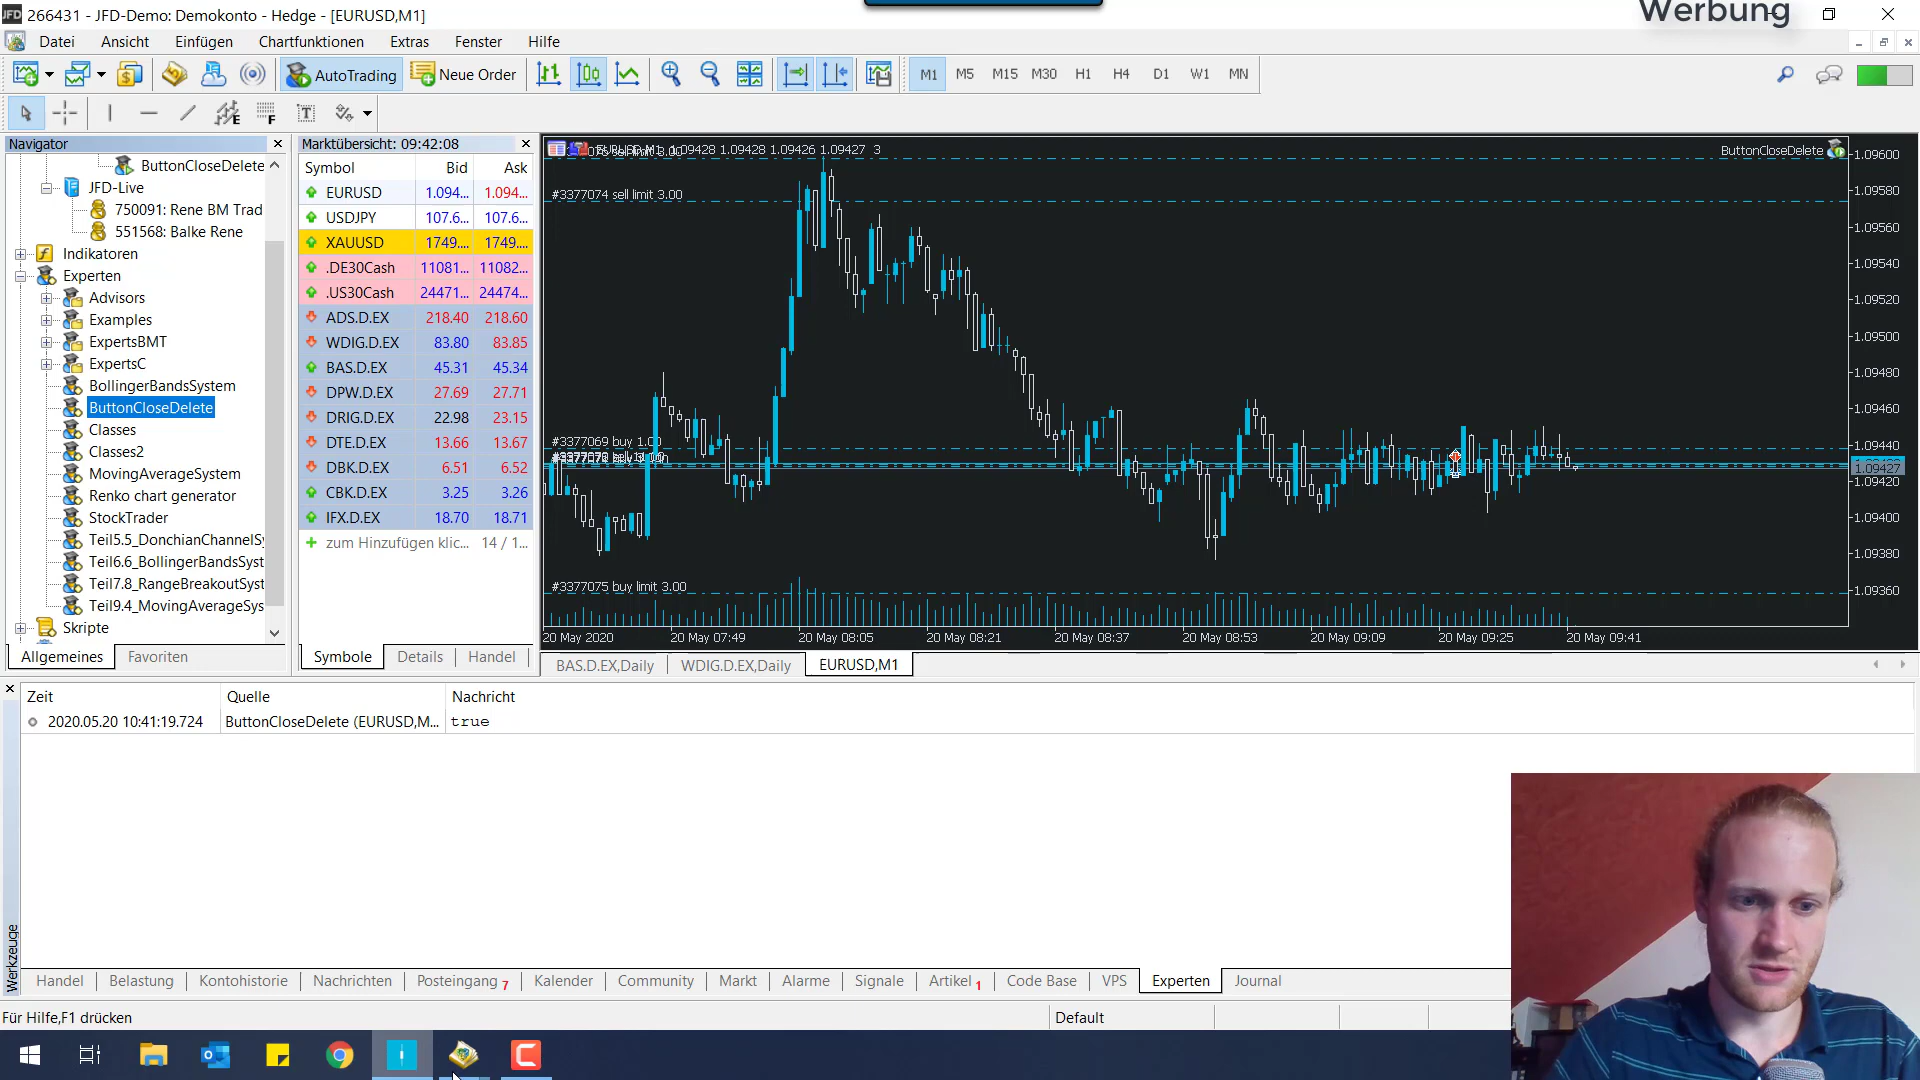 Werbung
266431 - JFD-Demo: Demokonto - Hedge - [EURUSD,M1]
Datei Ansicht Einfügen Chartfunktionen Extras Fenster Hilfe
AutoTrading Neue Order M1 M5 M15 M30 H1 H4 D1 W1 MN
Navigator
ButtonCloseDelete
JFD-Live
750091: Rene BM Trad
551568: Balke Rene
Indikatoren
Experten
Advisors
Examples
ExpertsBMT
ExpertsC
BollingerBandsSystem
ButtonCloseDelete
Classes
Classes2
MovingAverageSystem
Renko chart generator
StockTrader
Teil5.5_DonchianChannelSy
Teil6.6_BollingerBandsSyst
Teil7.8_RangeBreakoutSyst
Teil9.4_MovingAverageSys
Skripte
Allgemeines Favoriten
Marktübersicht: 09:42:08
Symbol Bid Ask
EURUSD 1.094... 1.094...
USDJPY 107.6... 107.6...
XAUUSD 1749.... 1749....
.DE30Cash 11081... 11082...
.US30Cash 24471... 24474...
ADS.D.EX 218.40 218.60
WDIG.D.EX 83.80 83.85
BAS.D.EX 45.31 45.34
DPW.D.EX 27.69 27.71
DRIG.D.EX 22.98 23.15
DTE.D.EX 13.66 13.67
DBK.D.EX 6.51 6.52
CBK.D.EX 3.25 3.26
IFX.D.EX 18.70 18.71
zum Hinzufügen klic... 14 / 1...
Symbole Details Handel
EURUSD,M1 1.09428 1.09428 1.09426 1.09427 3
ButtonCloseDelete
#3377074 sell limit 3.00
#3377069 buy 1.00
#3377075 buy limit 3.00
1.09600
1.09580
1.09560
1.09540
1.09520
1.09500
1.09480
1.09460
1.09440
1.09427
1.09420
1.09400
1.09380
1.09360
20 May 2020 20 May 07:49 20 May 08:05 20 May 08:21 20 May 08:37 20 May 08:53 20 May 09:09 20 May 09:25 20 May 09:41
BAS.D.EX,Daily WDIG.D.EX,Daily EURUSD,M1
Zeit Quelle Nachricht
2020.05.20 10:41:19.724 ButtonCloseDelete (EURUSD,M... true
Werkzeuge
Handel Belastung Kontohistorie Nachrichten Posteingang 7 Kalender Community Markt Alarme Signale Artikel 1 Code Base VPS Experten Journal
Für Hilfe,F1 drücken Default